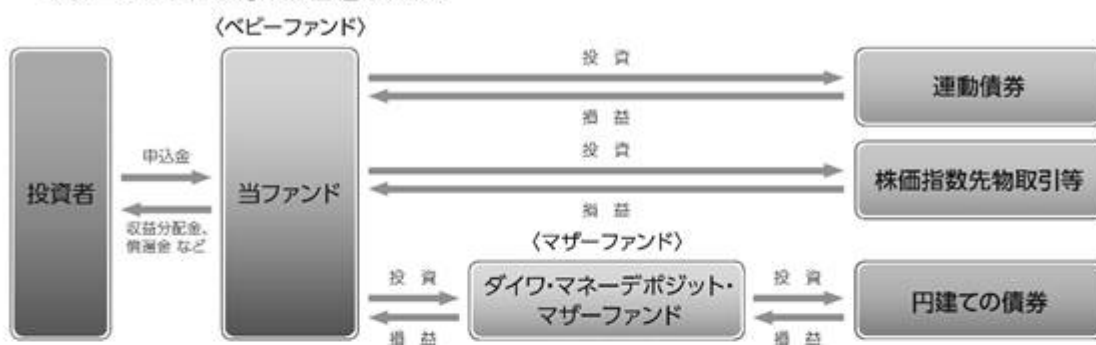 〈ベビーファンド〉
投資者
申込金
収益分配金、
償還金 など
当ファンド
投 資
損 益
連動債券
投 資
損 益
株価指数先物取引等
〈マザーファンド〉
投 資
損 益
ダイワ・マネーデポジット・
マザーファンド
投 資
損 益
円建ての債券